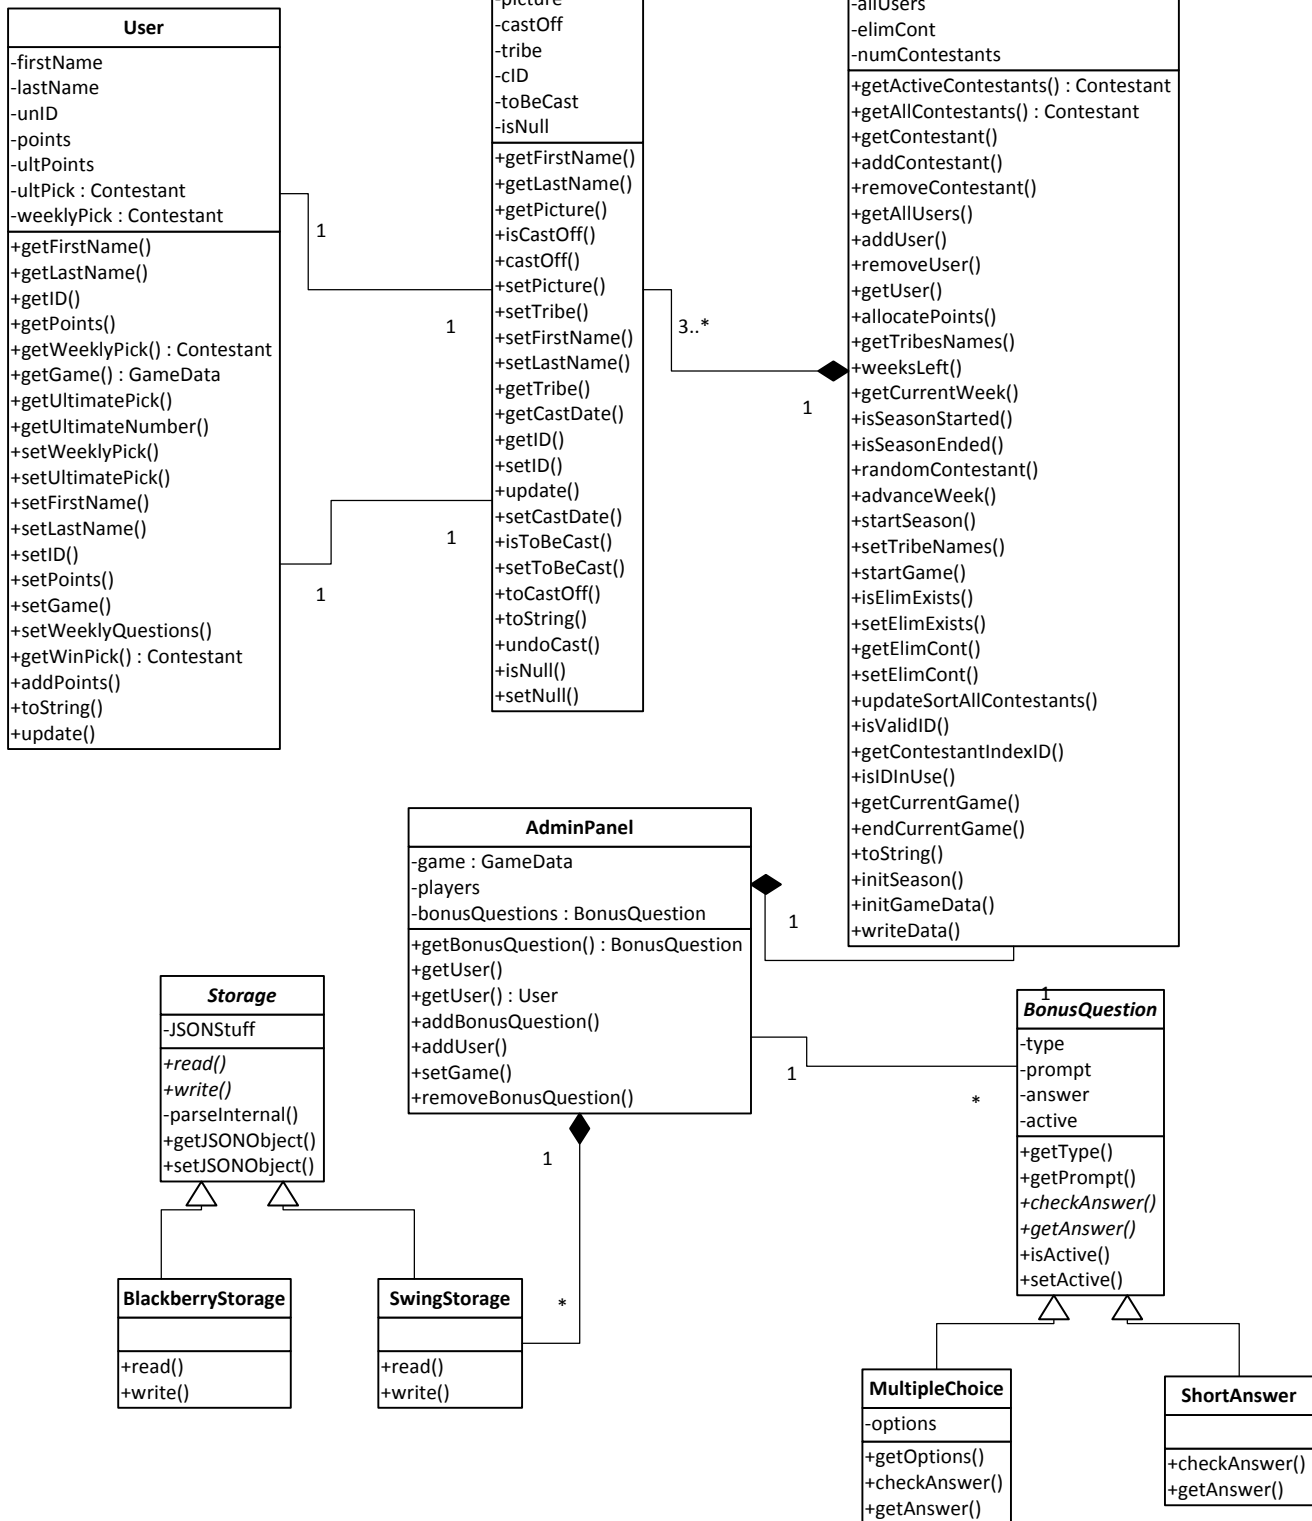 User
-firstName
-lastName
-unID
-points
-ultPoints
-ultPick : Contestant
-weeklyPick : Contestant
+getFirstName()
+getLastName()
+getID()
+getPoints()
+getWeeklyPick() : Contestant
+getGame() : GameData
+getUltimatePick()
+getUltimateNumber()
+setWeeklyPick()
+setUltimatePick()
+setFirstName()
+setLastName()
+setID()
+setPoints()
+setGame()
+setWeeklyQuestions()
+getWinPick() : Contestant
+addPoints()
+toString()
+update()
1
1
1
1
-picture
-castOff
-tribe
-cID
-toBeCast
-isNull
+getFirstName()
+getLastName()
+getPicture()
+isCastOff()
+castOff()
+setPicture()
+setTribe()
+setFirstName()
+setLastName()
+getTribe()
+getCastDate()
+getID()
+setID()
+update()
+setCastDate()
+isToBeCast()
+setToBeCast()
+toCastOff()
+toString()
+undoCast()
+isNull()
+setNull()
3..*
1
-allUsers
-elimCont
-numContestants
+getActiveContestants() : Contestant
+getAllContestants() : Contestant
+getContestant()
+addContestant()
+removeContestant()
+getAllUsers()
+addUser()
+removeUser()
+getUser()
+allocatePoints()
+getTribesNames()
+weeksLeft()
+getCurrentWeek()
+isSeasonStarted()
+isSeasonEnded()
+randomContestant()
+advanceWeek()
+startSeason()
+setTribeNames()
+startGame()
+isElimExists()
+setElimExists()
+getElimCont()
+setElimCont()
+updateSortAllContestants()
+isValidID()
+getContestantIndexID()
+isIDInUse()
+getCurrentGame()
+endCurrentGame()
+toString()
+initSeason()
+initGameData()
+writeData()
AdminPanel
-game : GameData
-players
-bonusQuestions : BonusQuestion
+getBonusQuestion() : BonusQuestion
+getUser()
+getUser() : User
+addBonusQuestion()
+addUser()
+setGame()
+removeBonusQuestion()
1
1
1
*
1
*
Storage
-JSONStuff
+read()
+write()
-parseInternal()
+getJSONObject()
+setJSONObject()
BlackberryStorage
+read()
+write()
SwingStorage
+read()
+write()
BonusQuestion
-type
-prompt
-answer
-active
+getType()
+getPrompt()
+checkAnswer()
+getAnswer()
+isActive()
+setActive()
MultipleChoice
-options
+getOptions()
+checkAnswer()
+getAnswer()
ShortAnswer
+checkAnswer()
+getAnswer()